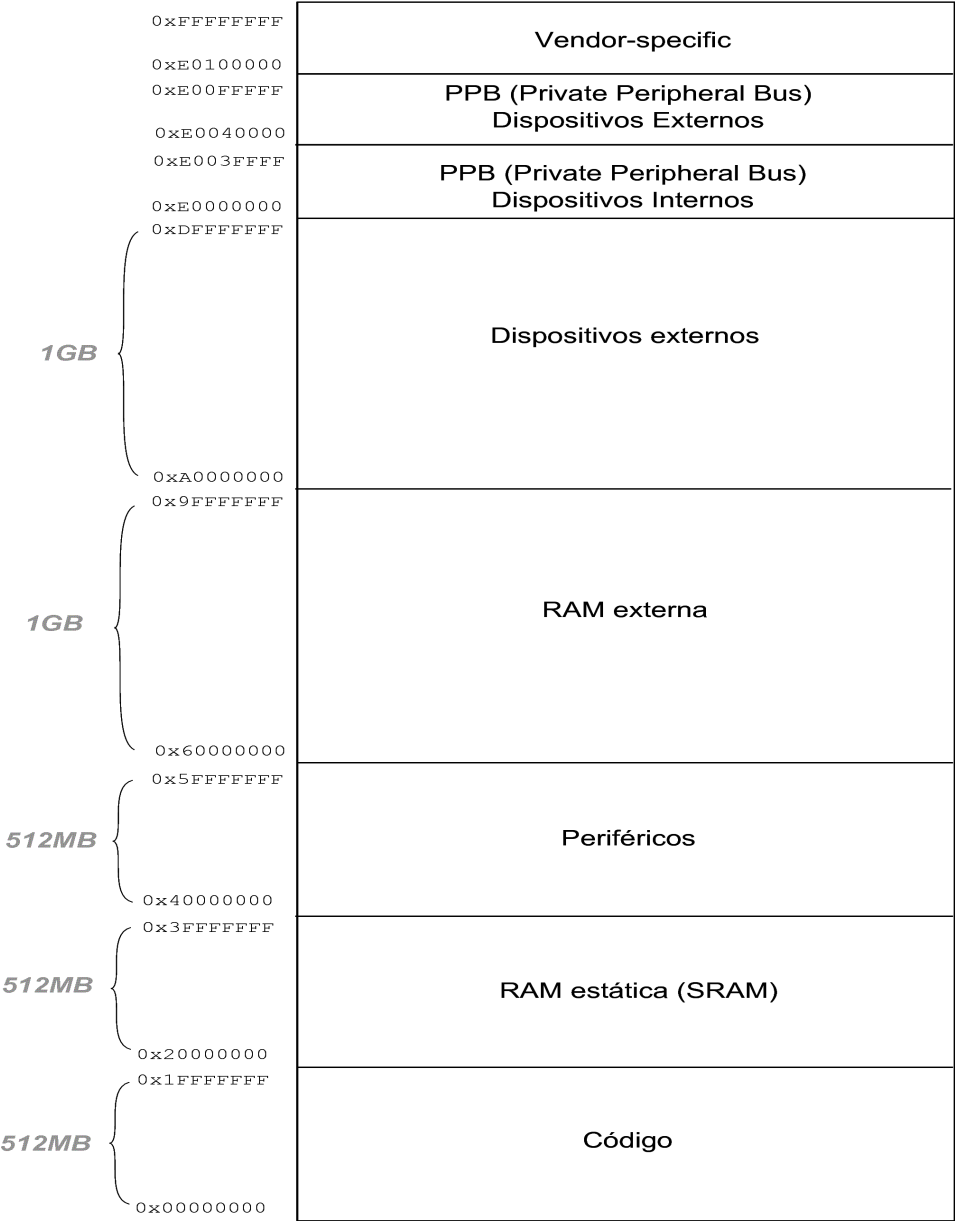 0xFFFFFFFF
Vendor-specific
0xE0100000
0xE00FFFFF
PPB (Private Peripheral Bus)
Dispositivos Externos
0xE0040000
0xE003FFFF
PPB (Private Peripheral Bus)
Dispositivos Internos
0xE0000000
0xDFFFFFFF
Dispositivos externos
1GB
0xA0000000
0x9FFFFFFF
RAM externa
1GB
0x60000000
0x5FFFFFFF
Periféricos
512MB
0x40000000
0x3FFFFFFF
RAM estática (SRAM)
512MB
0x20000000
0x1FFFFFFF
Código
512MB
0x00000000